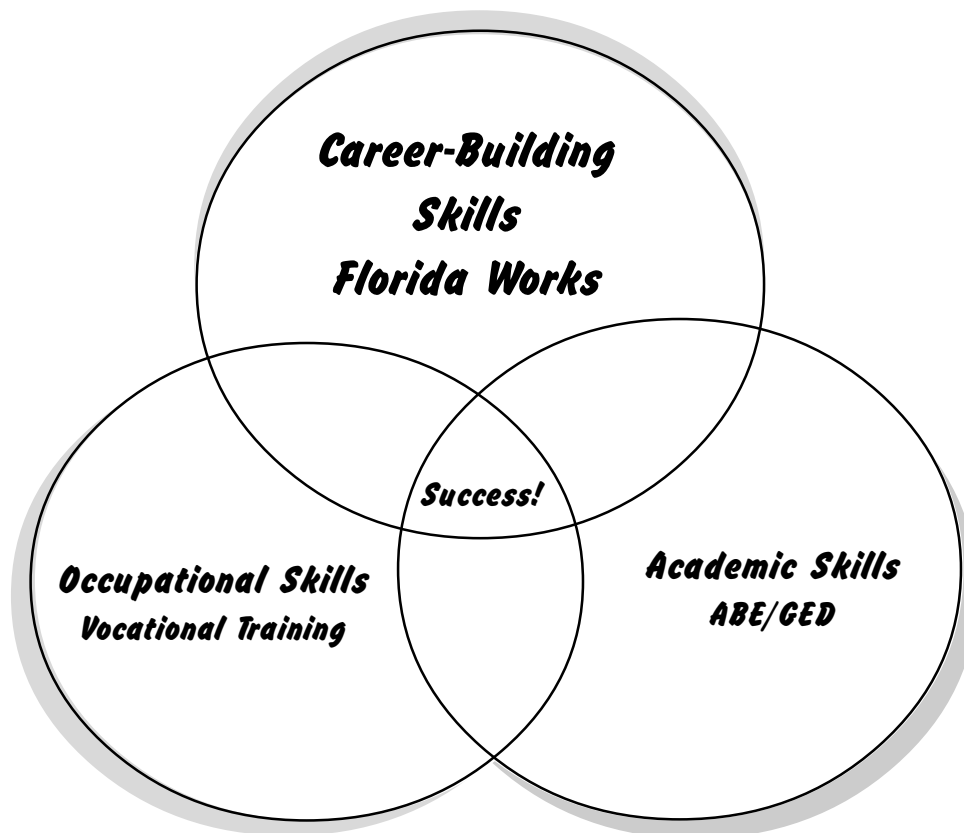 Career-Building
Skills
Florida Works
Success!
Occupational Skills
Vocational Training
Academic Skills
ABE/GED